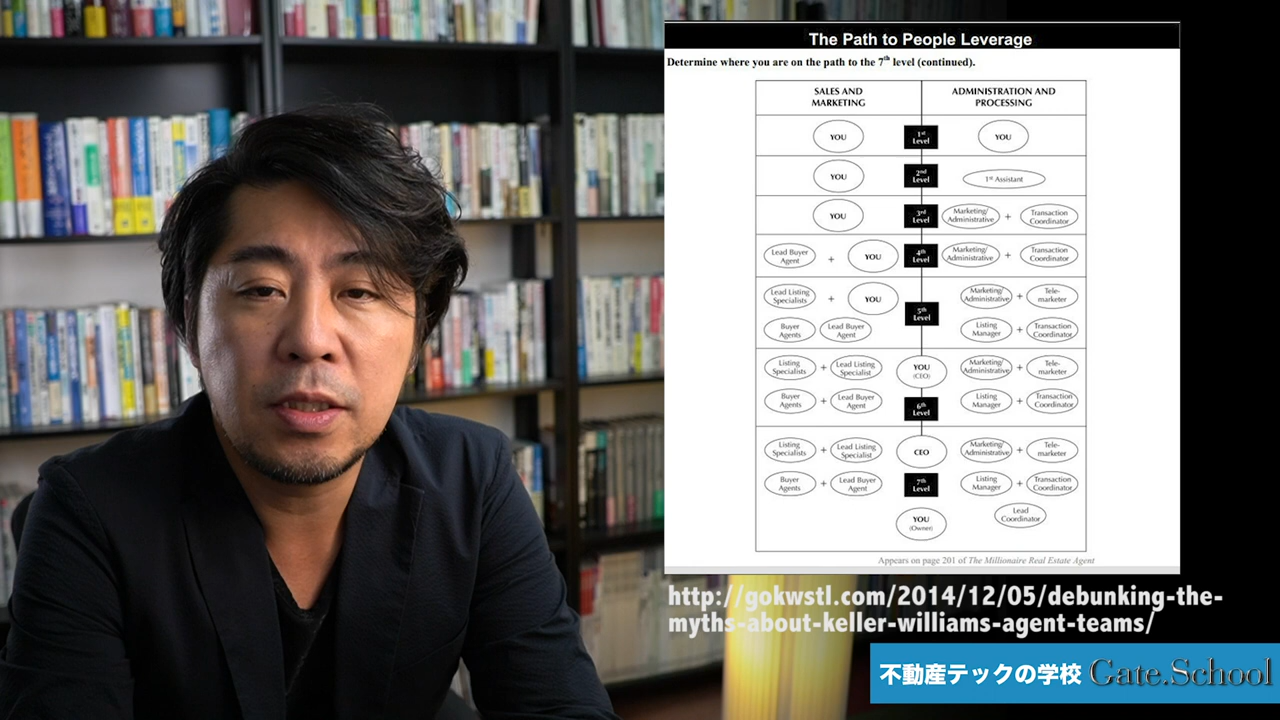 The Path to People Leverage
Determine where you are on the path to the 7th level (continued).
SALES AND
MARKETING
ADMINISTRATION AND
PROCESSING
YOU
1st
Level
YOU
YOU
2nd
Level
1st Assistant
YOU
3rd
Level
Marketing/
Administrative
+
Transaction
Coordinator
Lead Buyer
Agent
+
YOU
4th
Level
Marketing/
Administrative
+
Transaction
Coordinator
Lead Listing
Specialists
+
YOU
Buyer
Agents
Lead Buyer
Agent
5th
Level
Marketing/
Administrative
+
Tele-
marketer
Listing
Manager
+
Transaction
Coordinator
Listing
Specialists
+
Lead Listing
Specialist
YOU
(CEO)
Marketing/
Administrative
+
Tele-
marketer
Buyer
Agents
+
Lead Buyer
Agent
6th
Level
Listing
Manager
+
Transaction
Coordinator
Listing
Specialists
+
Lead Listing
Specialist
CEO
Marketing/
Administrative
+
Tele-
marketer
Buyer
Agents
+
Lead Buyer
Agent
7th
Level
Listing
Manager
+
Transaction
Coordinator
YOU
(Owner)
Lead
Coordinator
Appears on page 201 of The Millionaire Real Estate Agent
http://gokwstl.com/2014/12/05/debunking-the-
myths-about-keller-williams-agent-teams/
不動産テックの学校 Gate.School